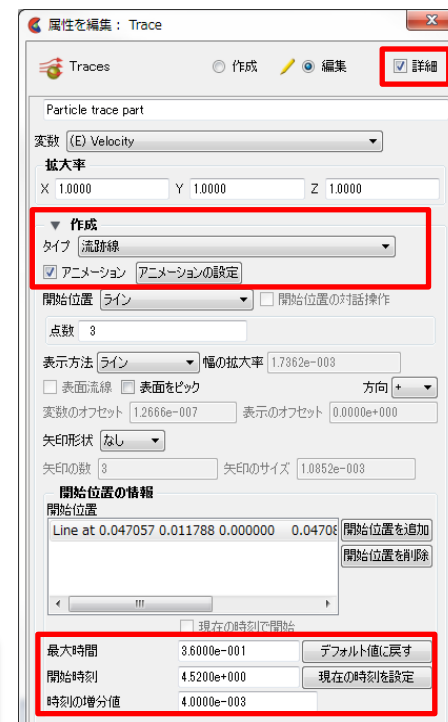 属性を編集： Trace
Traces 作成 編集 詳細
Particle trace part
変数 (E) Velocity
拡大率
X 1.0000 Y 1.0000 Z 1.0000
▼ 作成
タイプ 流跡線
アニメーション アニメーションの設定
開始位置 ライン 開始位置の対話操作
点数 3
表示方法 ライン 幅の拡大率 1.7362e-003
表面流線 表面をピック 方向 +
変数のオフセット 1.2666e-007 表示のオフセット 0.0000e+000
矢印形状 なし
矢印の数 3 矢印のサイズ 1.0852e-003
開始位置の情報
開始位置
Line at 0.047057 0.011788 0.000000 0.04708 開始位置を追加
開始位置を削除
現在の時刻で開始
最大時間 3.6000e-001 デフォルト値に戻す
開始時刻 4.5200e+000 現在の時刻を設定
時刻の増分値 4.0000e-003